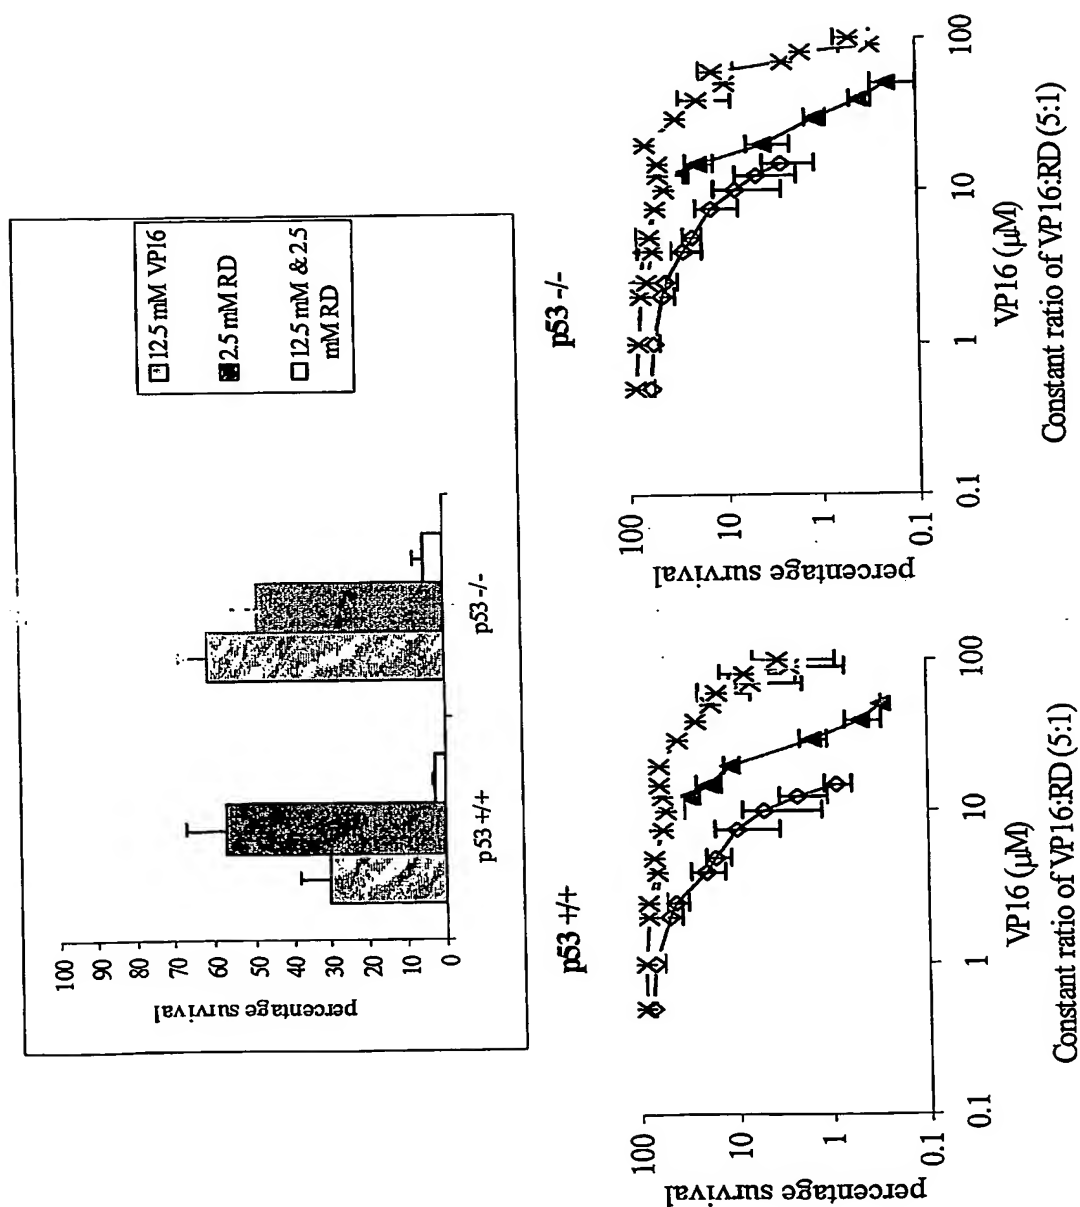 percentage survival
100
90
80
70
60
50
40
30
20
10
0
p53 +/+
p53 -/-
12.5 mM VP16
2.5 mM RD
12.5 mM & 2.5
mM RD
p53 +/+
percentage survival
100
10
1
0.1
0.1
1
10
100
VP16 (μM)
Constant ratio of VP16:RD (5:1)
p53 -/-
percentage survival
100
10
1
0.1
0.1
1
10
100
VP16 (μM)
Constant ratio of VP16:RD (5:1)